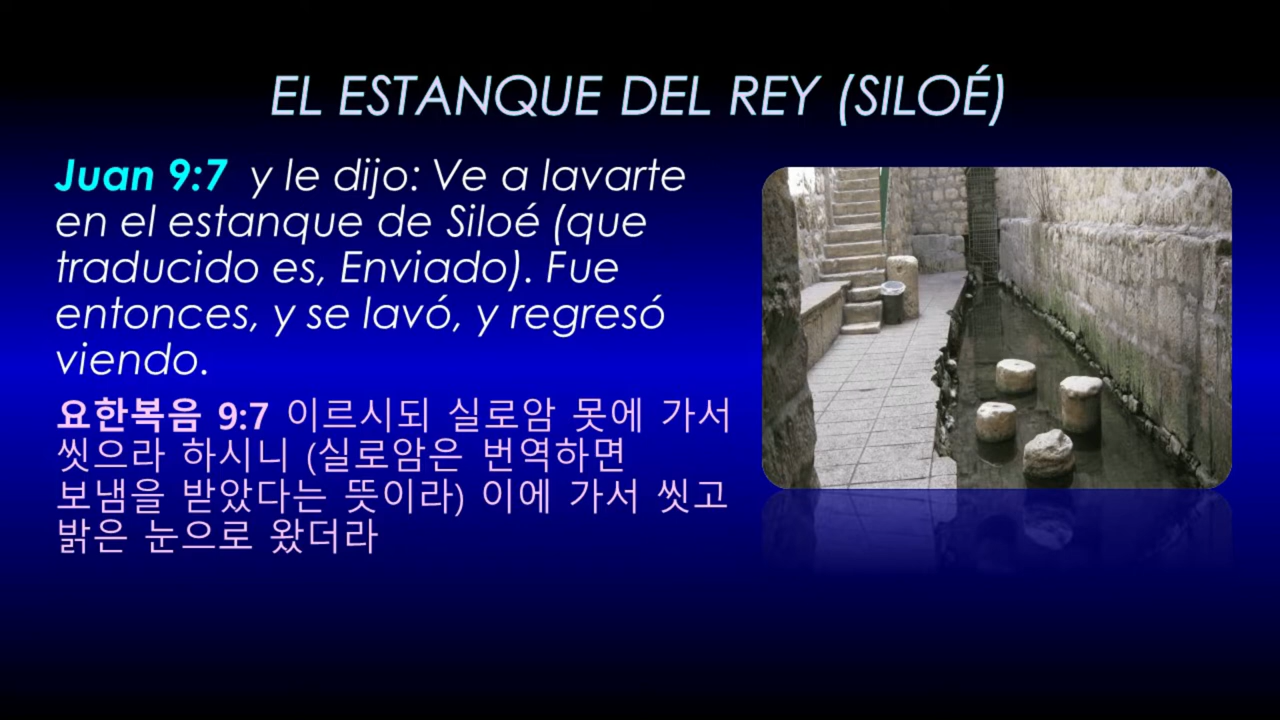 EL ESTANQUE DEL REY (SILOÉ)
Juan 9:7 y le dijo: Ve a lavarte
en el estanque de Siloé (que
traducido es, Enviado). Fue
entonces, y se lavó, y regresó
viendo.
요한복음 9:7 이르시되 실로암 못에 가서
씻으라 하시니 (실로암은 번역하면
보냄을 받았다는 뜻이라) 이에 가서 씻고
밝은 눈으로 왔더라